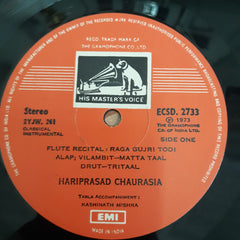 REGD. TRADE MARK OF
THE GRAMOPHONE CO. LTD.
HIS MASTER'S VOICE
Stereo
CLASSICAL
INSTRUMENTAL
ECSD. 2733
℗ 1973
THE GRAMOPHONE
CO. OF INDIA LTD.
FLUTE RECITAL: RAGA GUJRI TODI
SIDE ONE
ALAP; VILAMBIT-MATTA TAAL
DRUT-TRITAAL
HARIPRASAD CHAURASIA
Tabla Accompaniment:
KASHINATH MISHRA
EMI
MADE IN INDIA